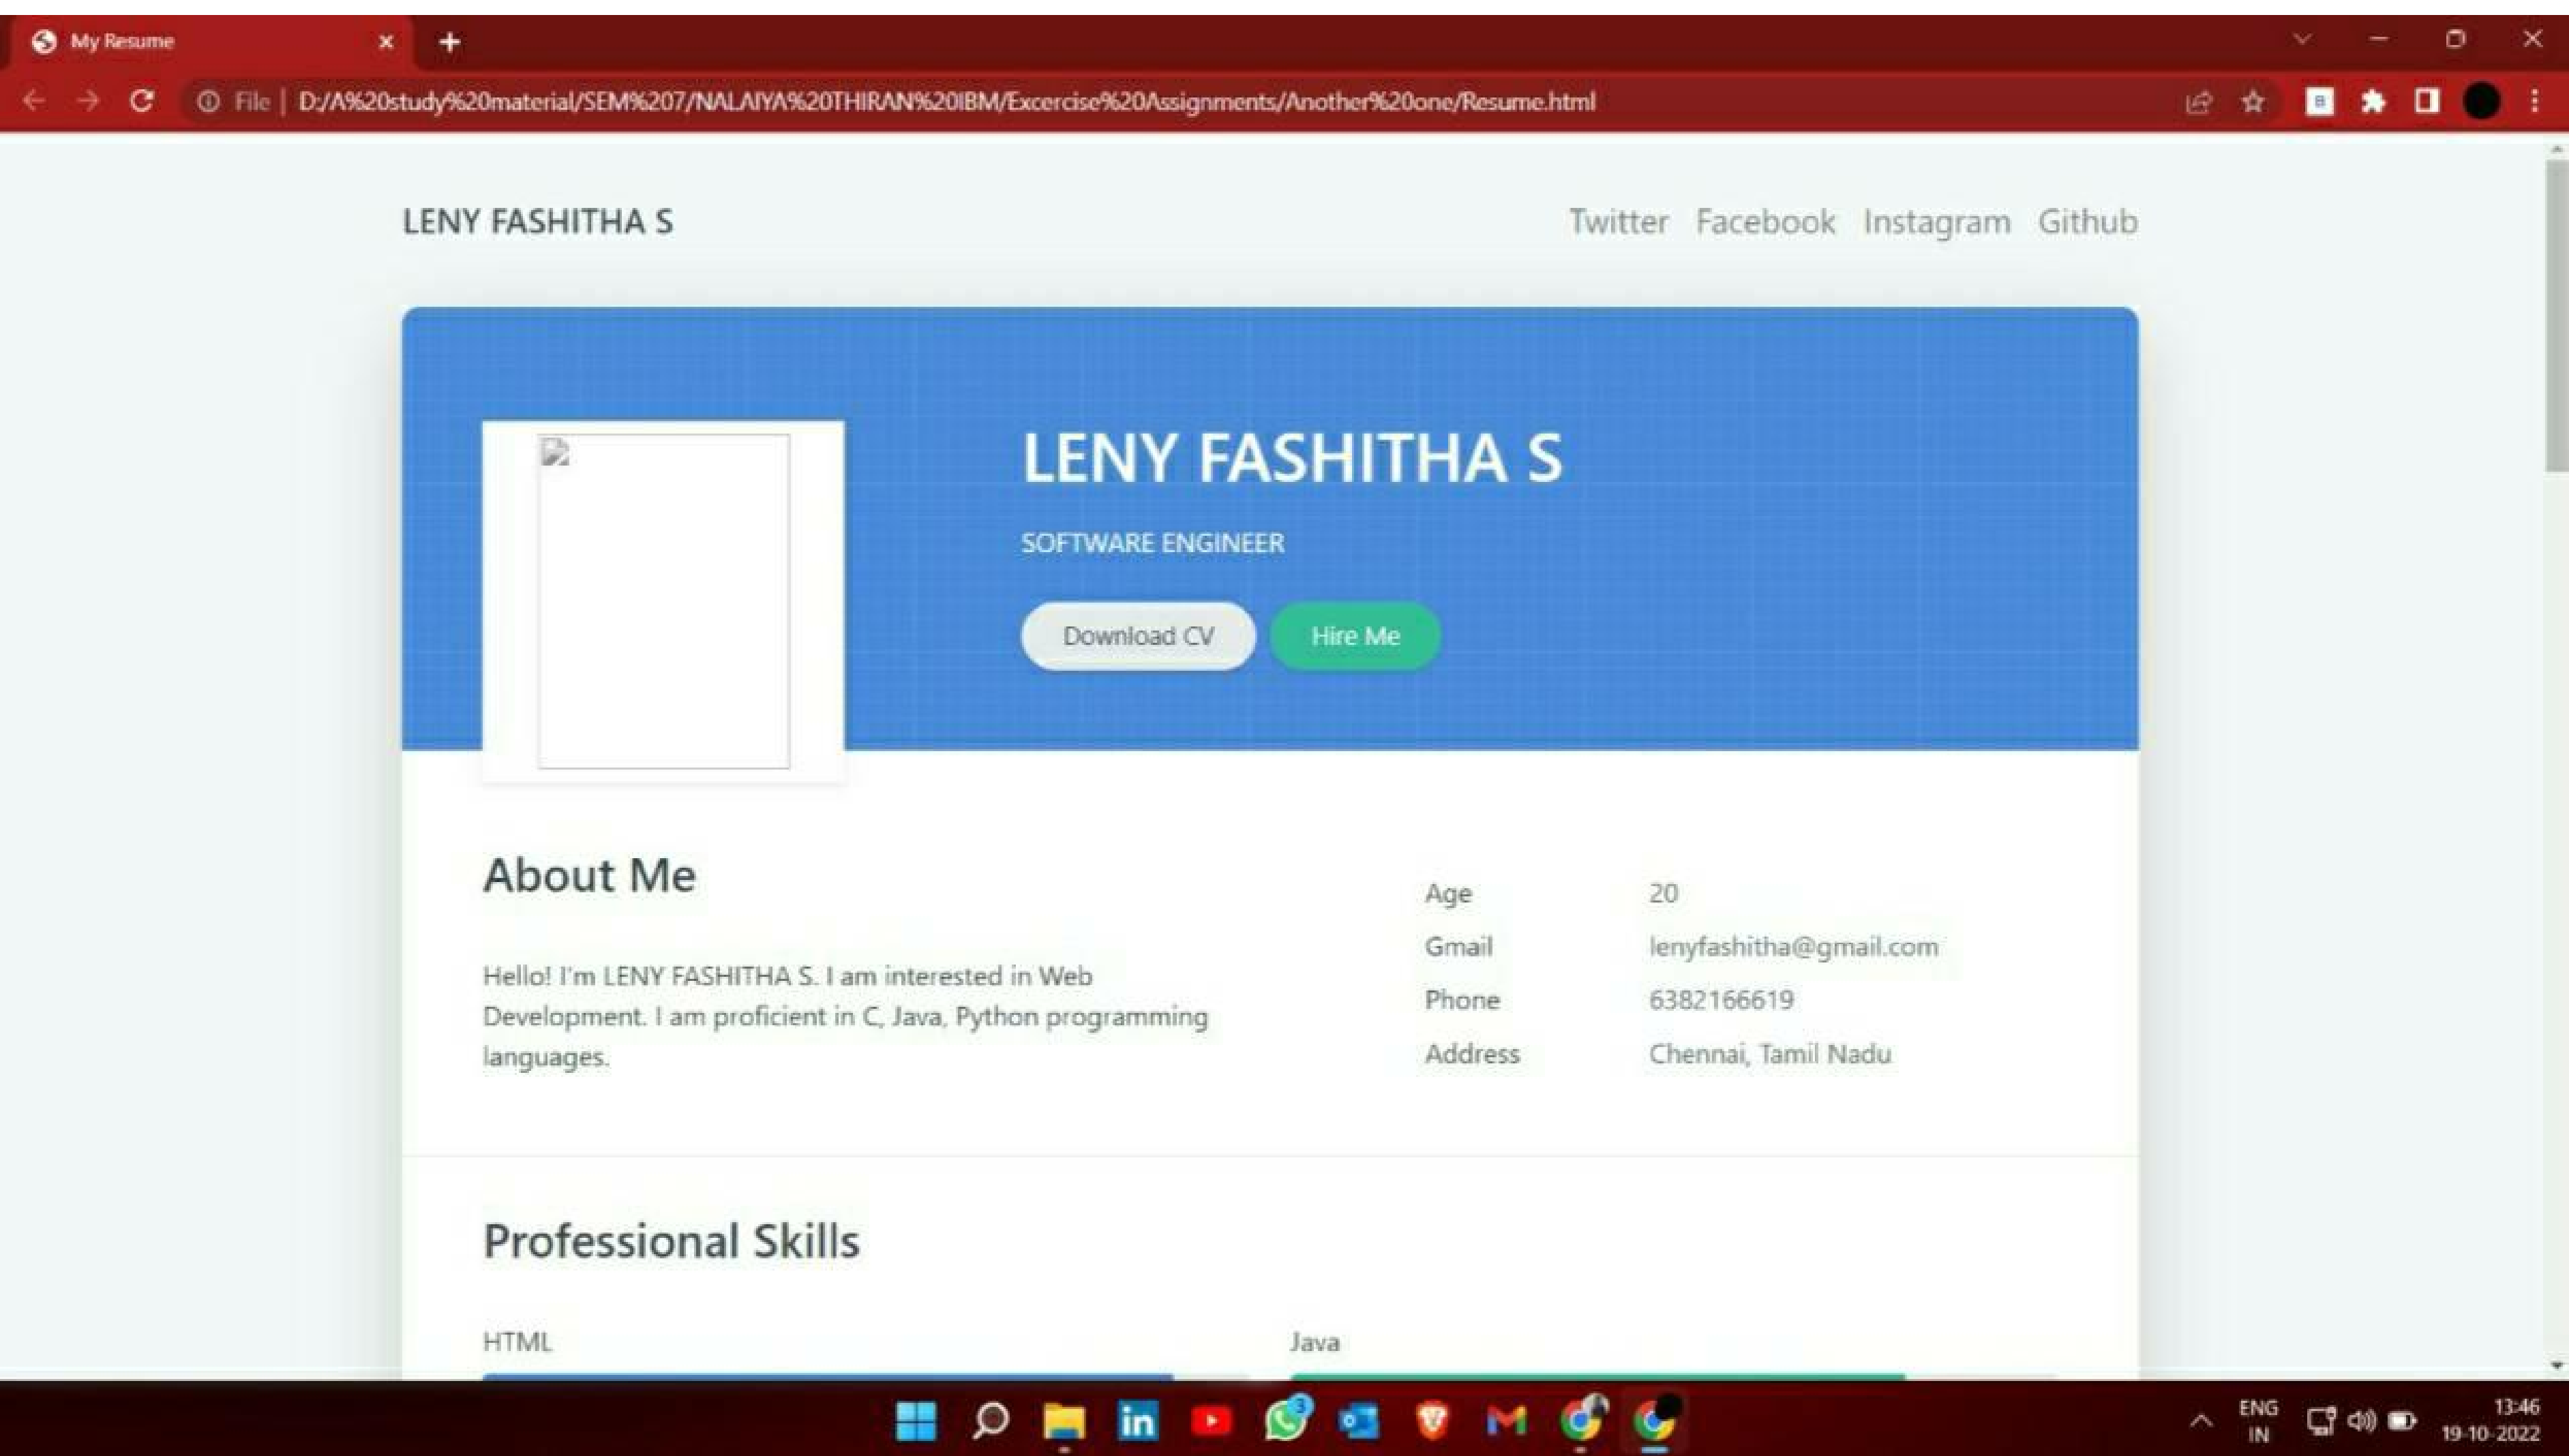 My Resume
File | D:/A%20study%20material/SEM%207/NALAIYA%20THIRAN%20IBM/Excercise%20Assignments/Another%20one/Resume.html
LENY FASHITHA S
Twitter Facebook Instagram Github
LENY FASHITHA S
SOFTWARE ENGINEER
Download CV Hire Me
About Me
Hello! I'm LENY FASHITHA S. I am interested in Web
Development. I am proficient in C, Java, Python programming
languages.
Age 20
Gmail lenyfashitha@gmail.com
Phone 6382166619
Address Chennai, Tamil Nadu
Professional Skills
HTML Java
in
3
ENG
IN
13:46
19-10-2022